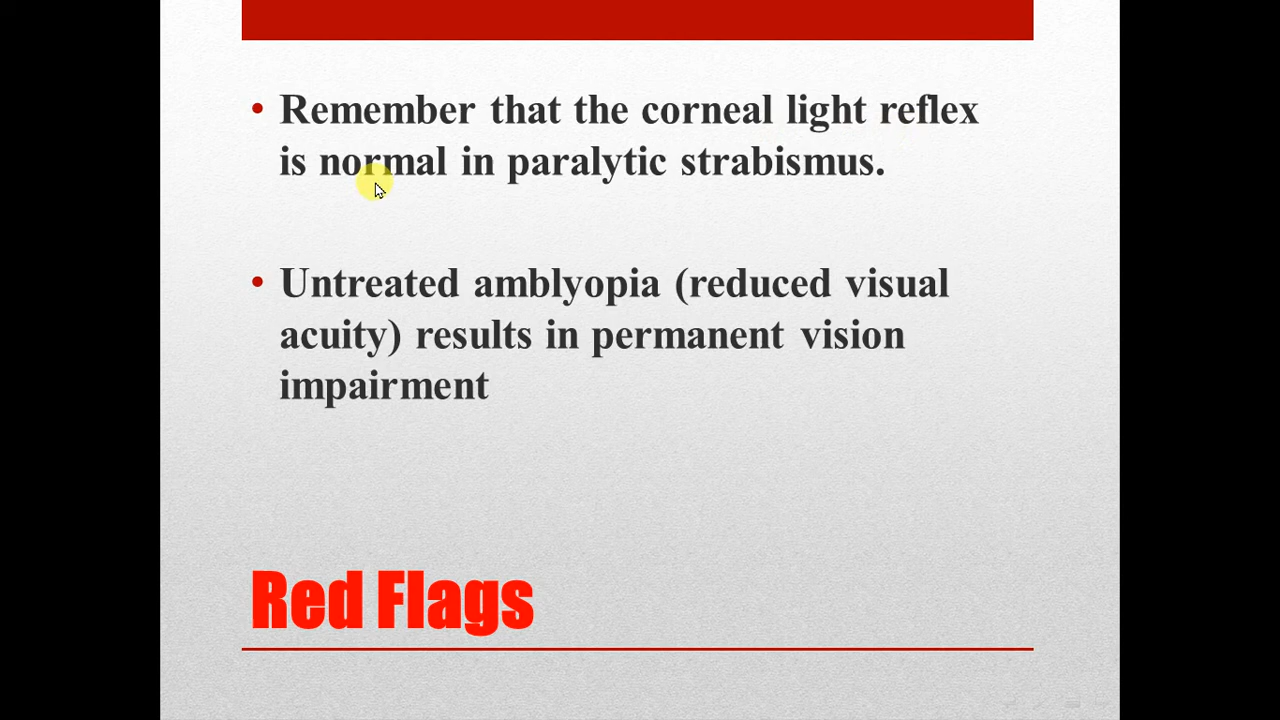 • Remember that the corneal light reflex
is normal in paralytic strabismus.
• Untreated amblyopia (reduced visual
acuity) results in permanent vision
impairment
Red Flags